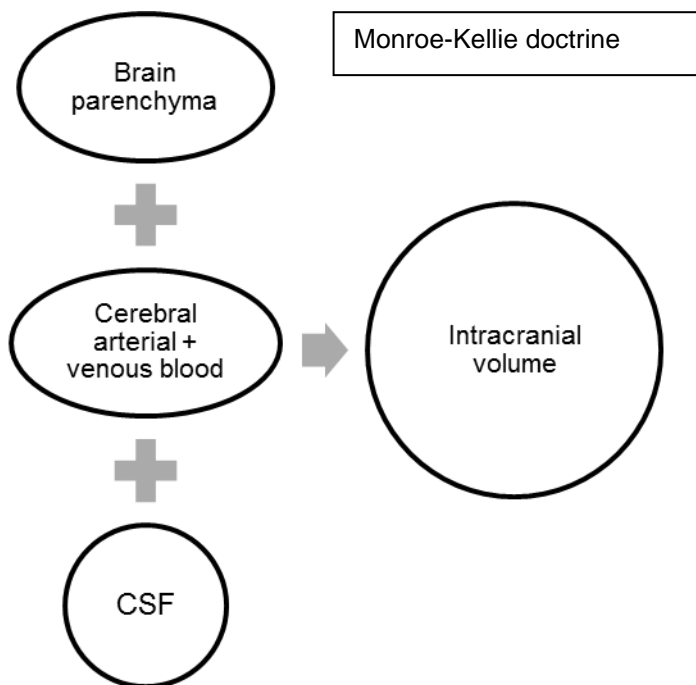 Monroe-Kellie doctrine
Brain
parenchyma
Cerebral
arterial +
venous blood
Intracranial
volume
CSF